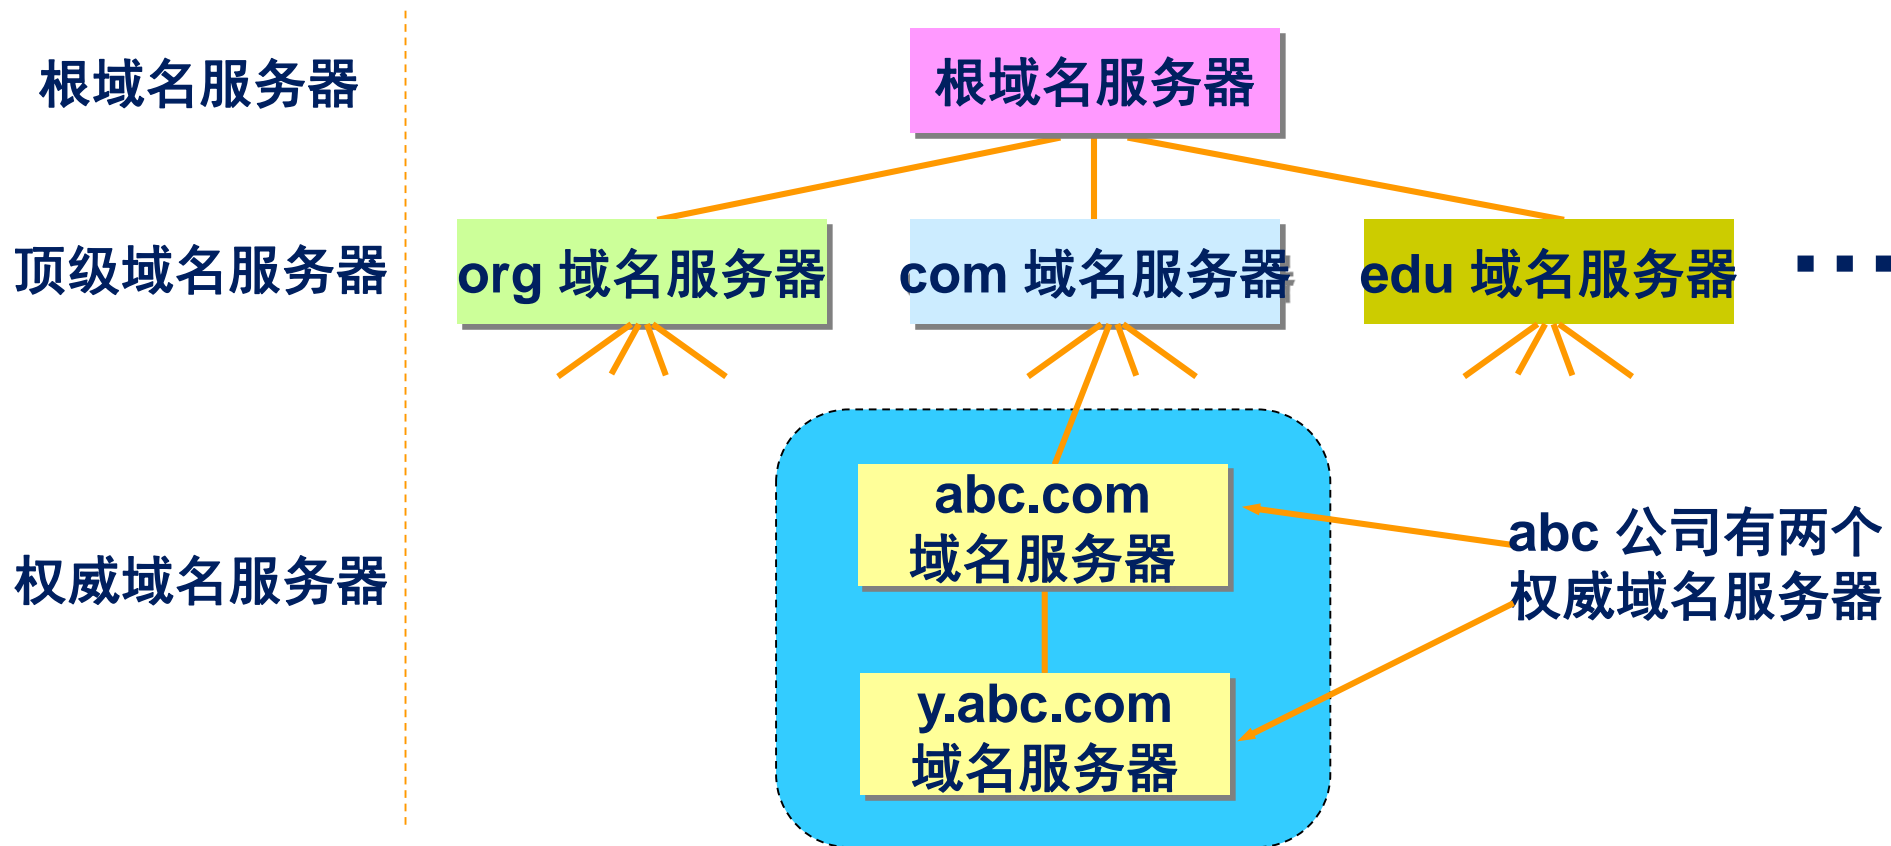 根域名服务器
根域名服务器
顶级域名服务器
org 域名服务器
com 域名服务器
edu 域名服务器
...
权威域名服务器
abc.com
域名服务器
abc 公司有两个
权威域名服务器
y.abc.com
域名服务器